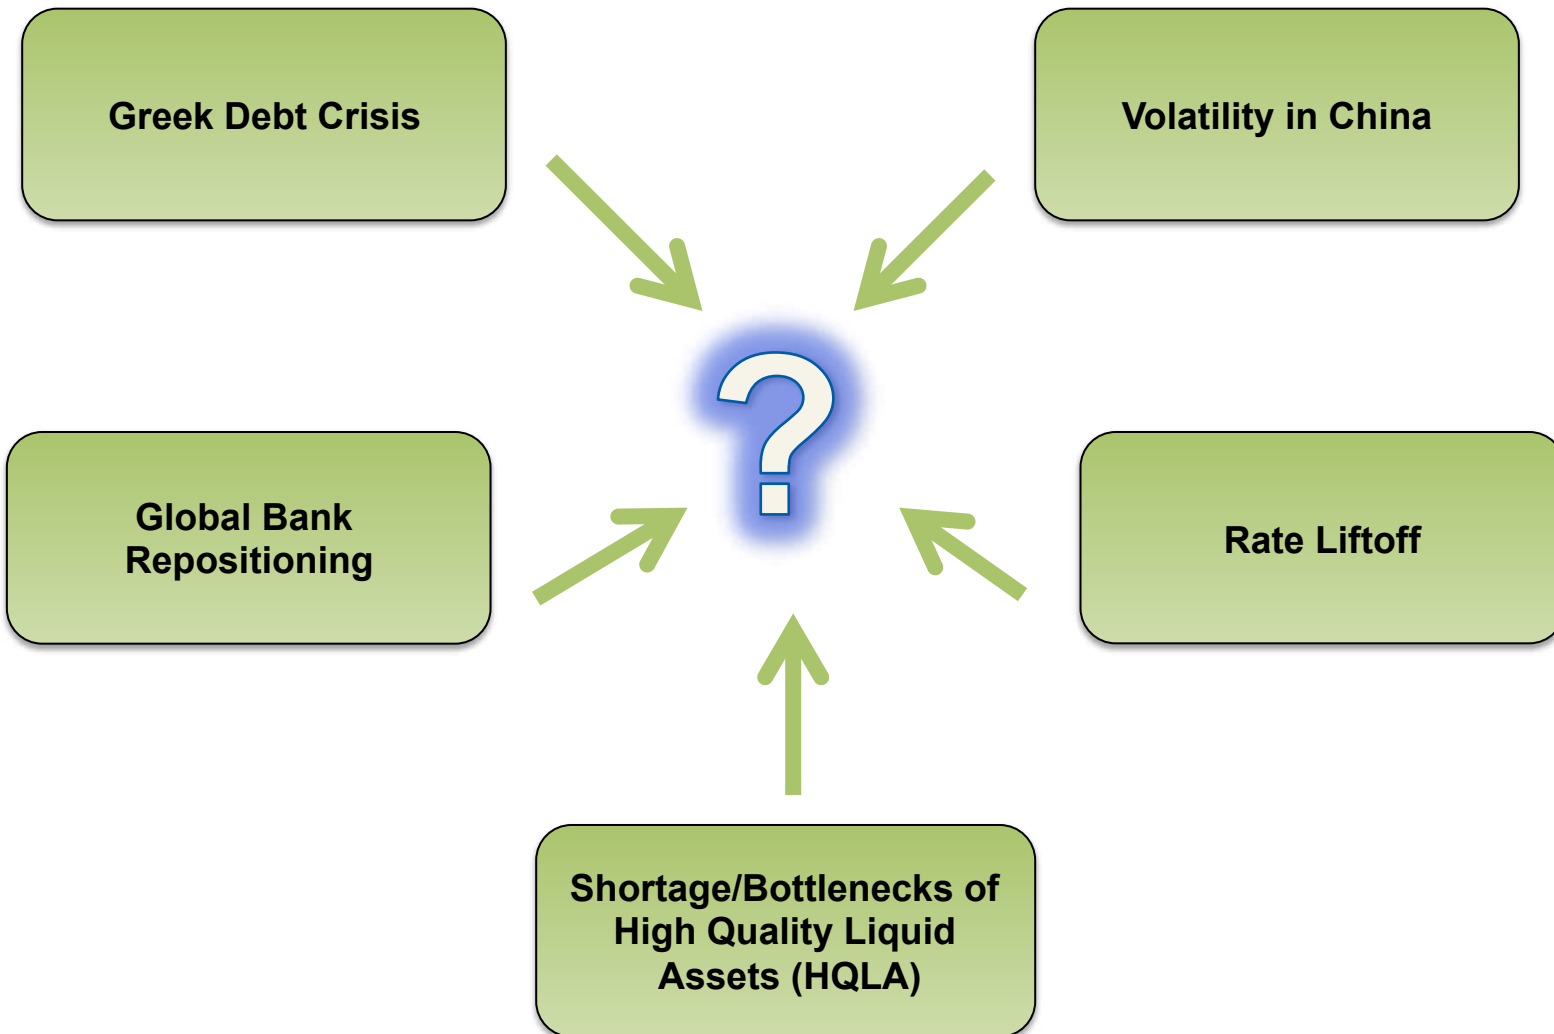 Greek Debt Crisis
Volatility in China
?
Global Bank
Repositioning
Rate Liftoff
Shortage/Bottlenecks of
High Quality Liquid
Assets (HQLA)